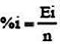 %i = Ei
n